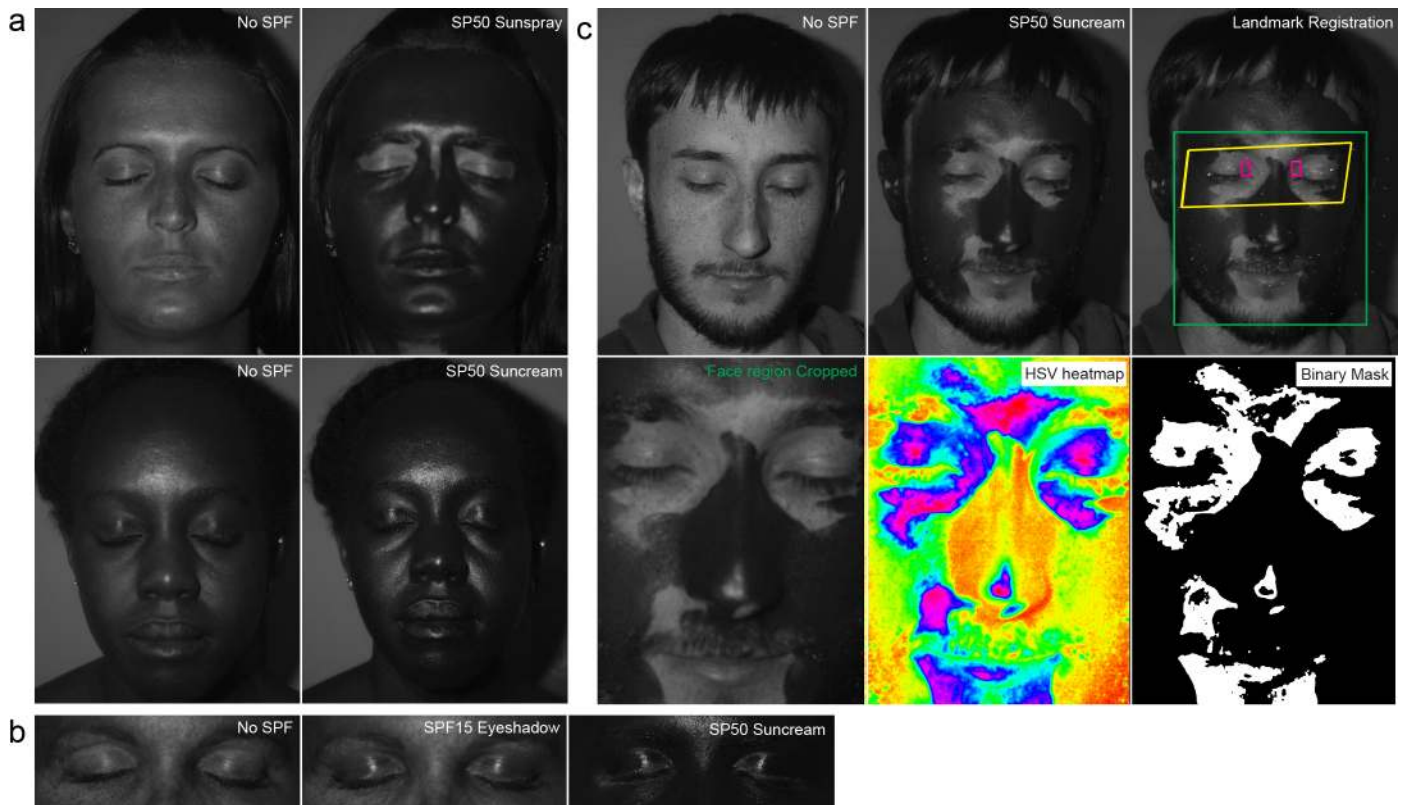 a
No SPF
SP50 Sunspray
No SPF
SP50 Suncream
b
No SPF
SPF15 Eyeshadow
SP50 Suncream
c
No SPF
SP50 Suncream
Landmark Registration
Face region Cropped
HSV heatmap
Binary Mask